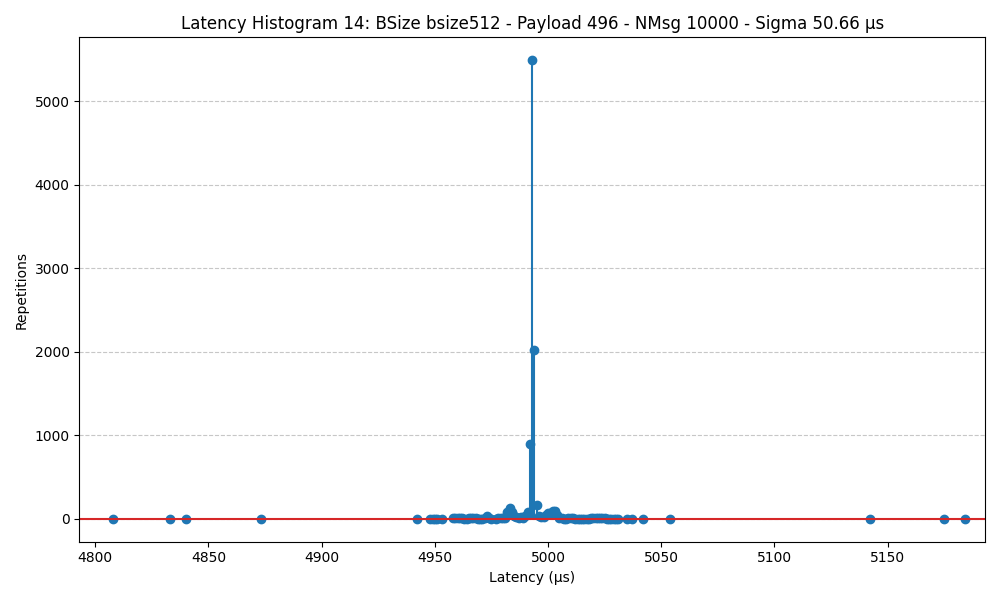 Latency Histogram 14: BSize bsize512 - Payload 496 - NMsg 10000 - Sigma 50.66 µs
Repetitions
5000
4000
3000
2000
1000
0
4800 4850 4900 4950 5000 5050 5100 5150
Latency (µs)